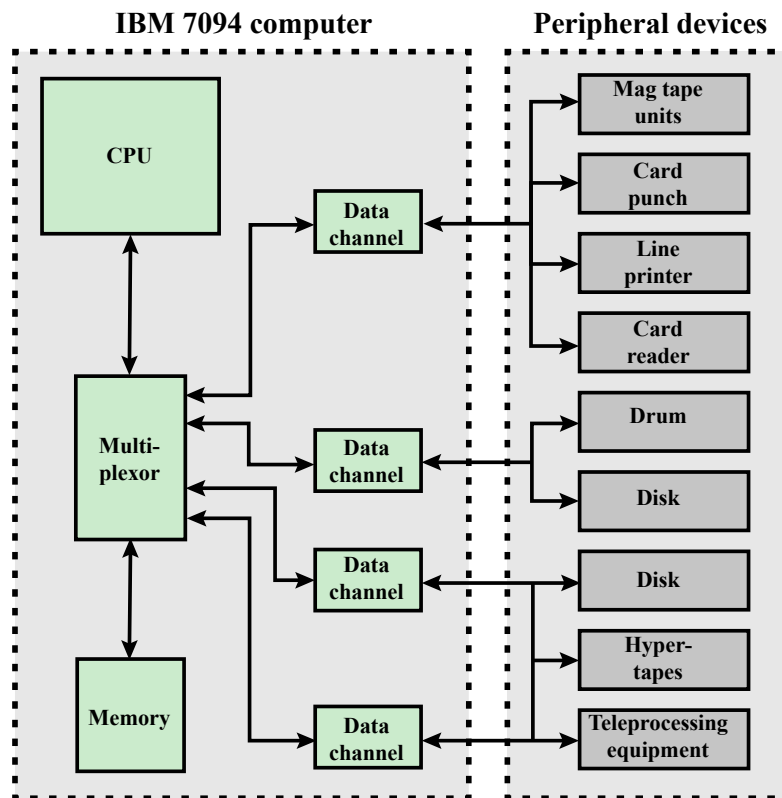 IBM 7094 computer
Peripheral devices
CPU
Multi-
plexor
Memory
Data
channel
Data
channel
Data
channel
Data
channel
Mag tape
units
Card
punch
Line
printer
Card
reader
Drum
Disk
Disk
Hyper-
tapes
Teleprocessing
equipment